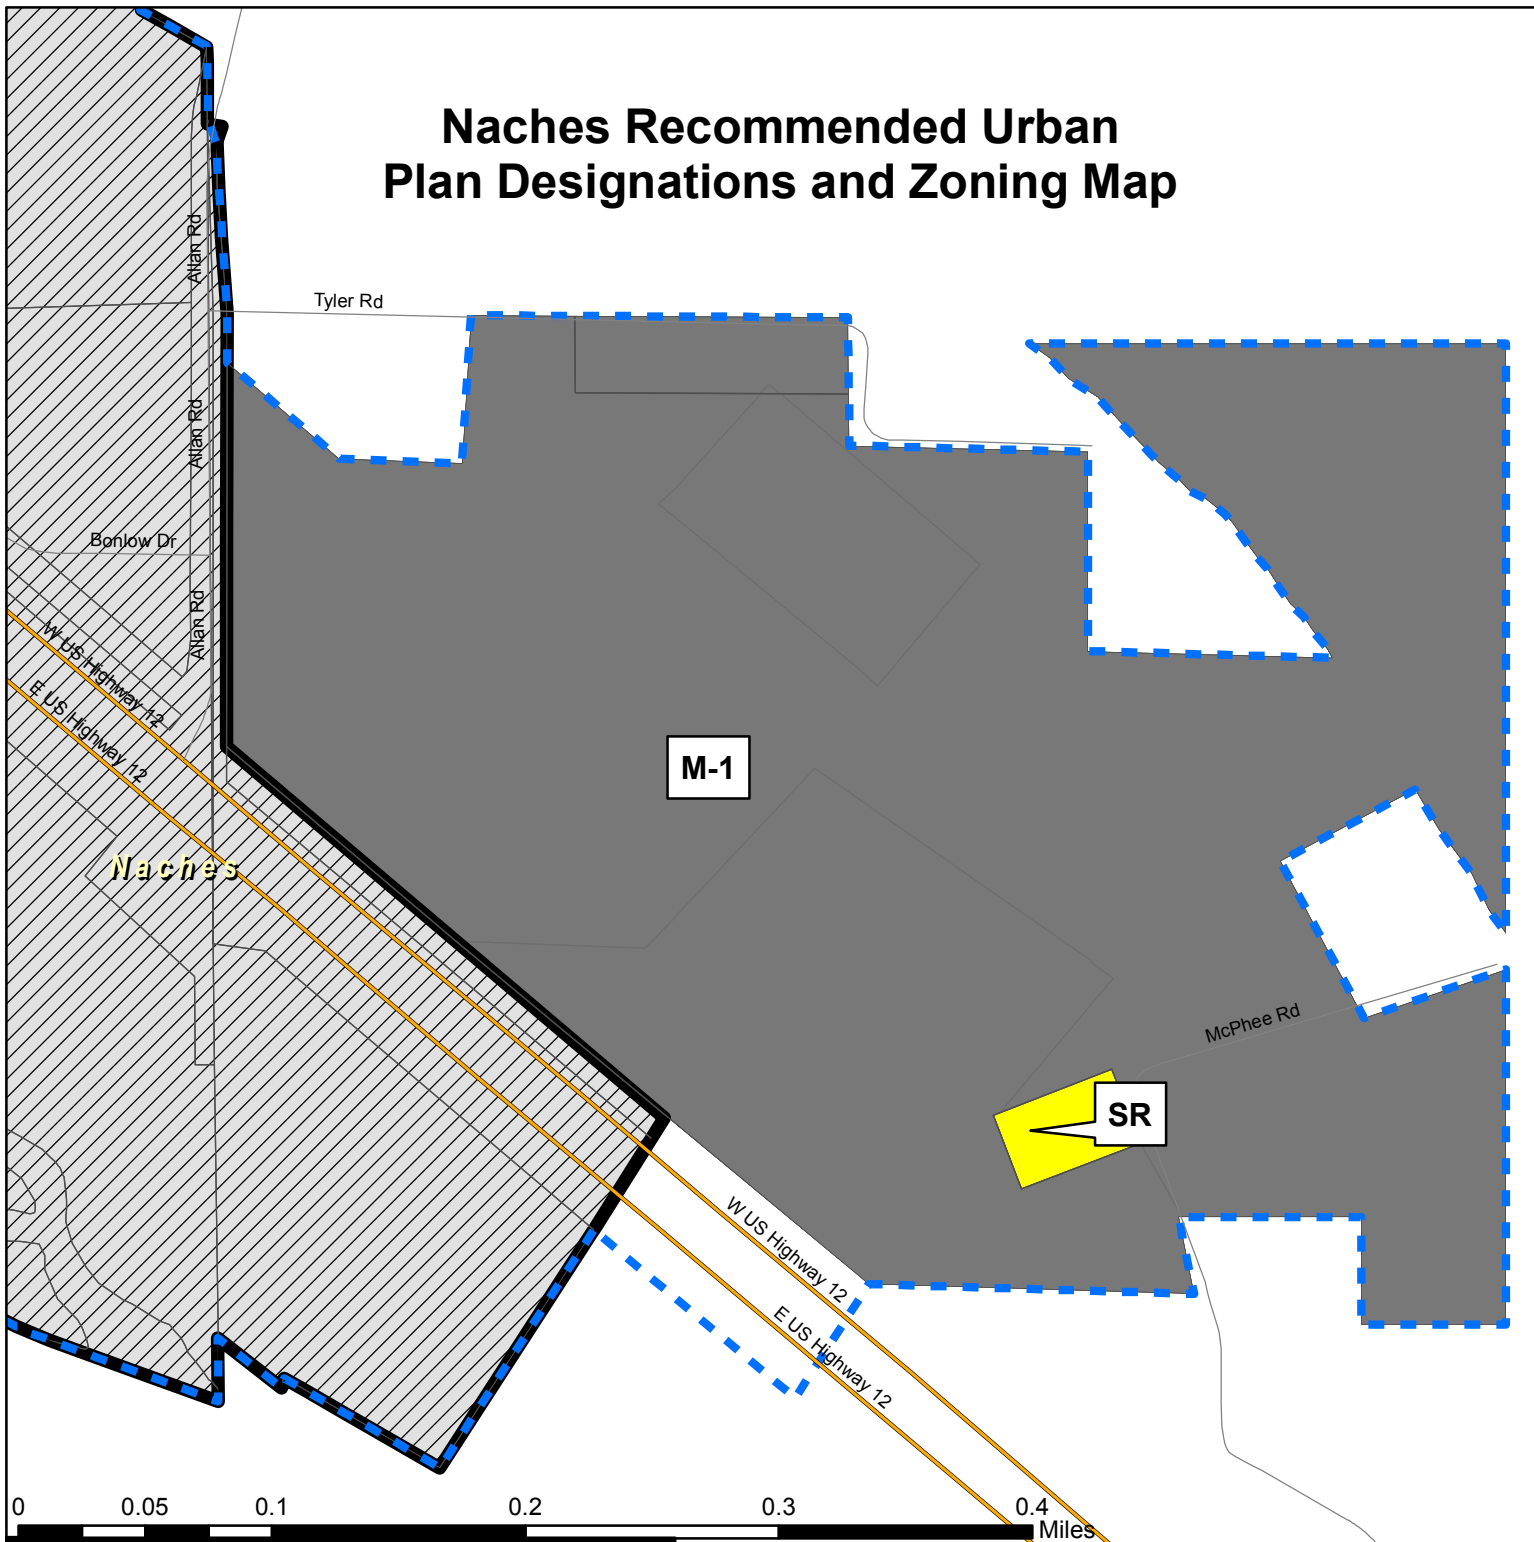 Naches Recommended Urban
Plan Designations and Zoning Map
Allan Rd
Tyler Rd
Allan Rd
Bonlow Dr
Allan Rd
W US Highway 12
E US Highway 12
M-1
Naches
McPhee Rd
SR
W US Highway 12
E US Highway 12
0 0.05 0.1 0.2 0.3 0.4
Miles